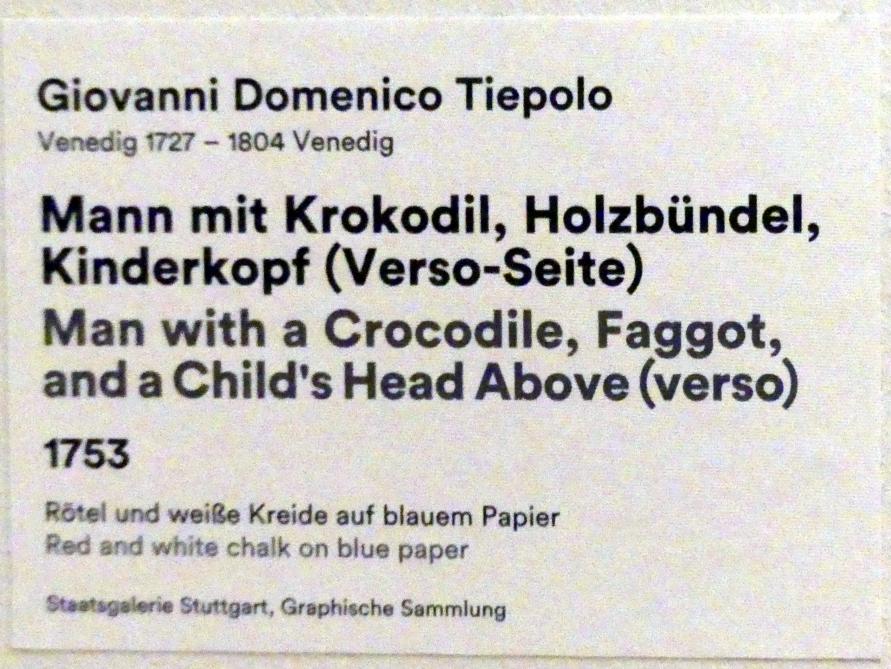 Giovanni Domenico Tiepolo
Venedig 1727 – 1804 Venedig
Mann mit Krokodil, Holzbündel,
Kinderkopf (Verso-Seite)
Man with a Crocodile, Faggot,
and a Child's Head Above (verso)
1753
Rötel und weiße Kreide auf blauem Papier
Red and white chalk on blue paper
Staatsgalerie Stuttgart, Graphische Sammlung